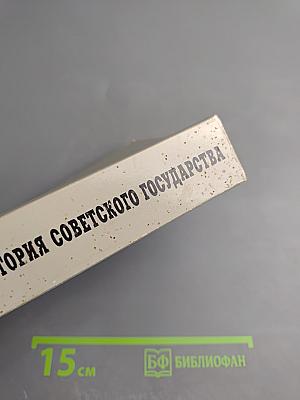 ТОРИЯ СОВЕТСКОГО ГОСУДАРСТВА
15 см
БФ БИБЛИОФАН